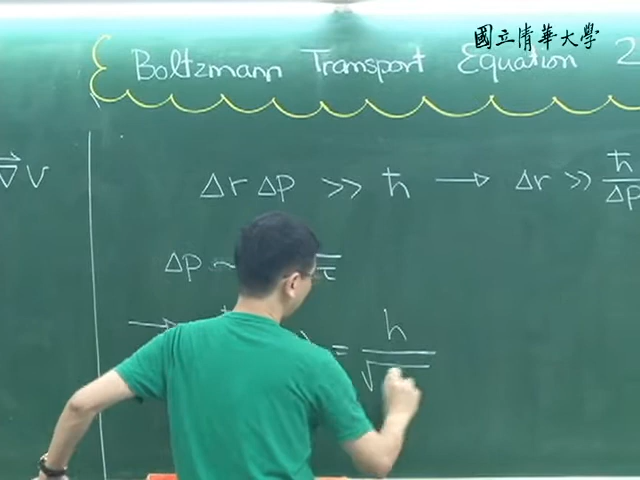 國立清華大學
Boltzmann Transport Equation 2
∇⃗ V
Δr Δp >> ħ → Δr >> ħ/Δp
Δp ~
→ = h/√